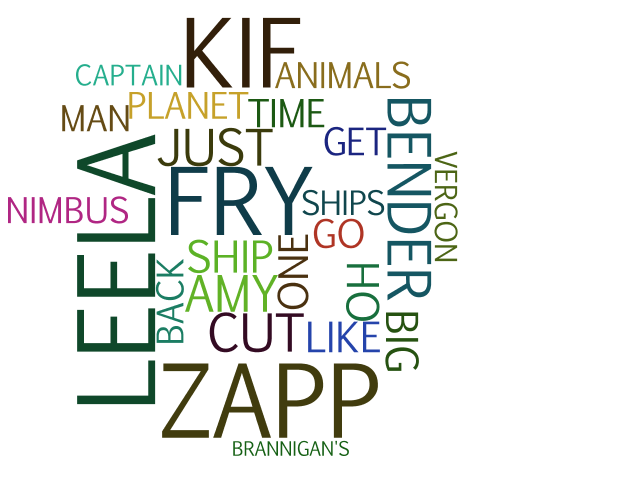 KIF
CAPTAIN
ANIMALS
PLANET
MAN
TIME
BENDER
JUST
GET
LEELA
FRY
VERGON
SHIPS
NIMBUS
GO
SHIP
ONE
BACK
AMY
HO
CUT
LIKE
BIG
ZAPP
BRANNIGAN'S